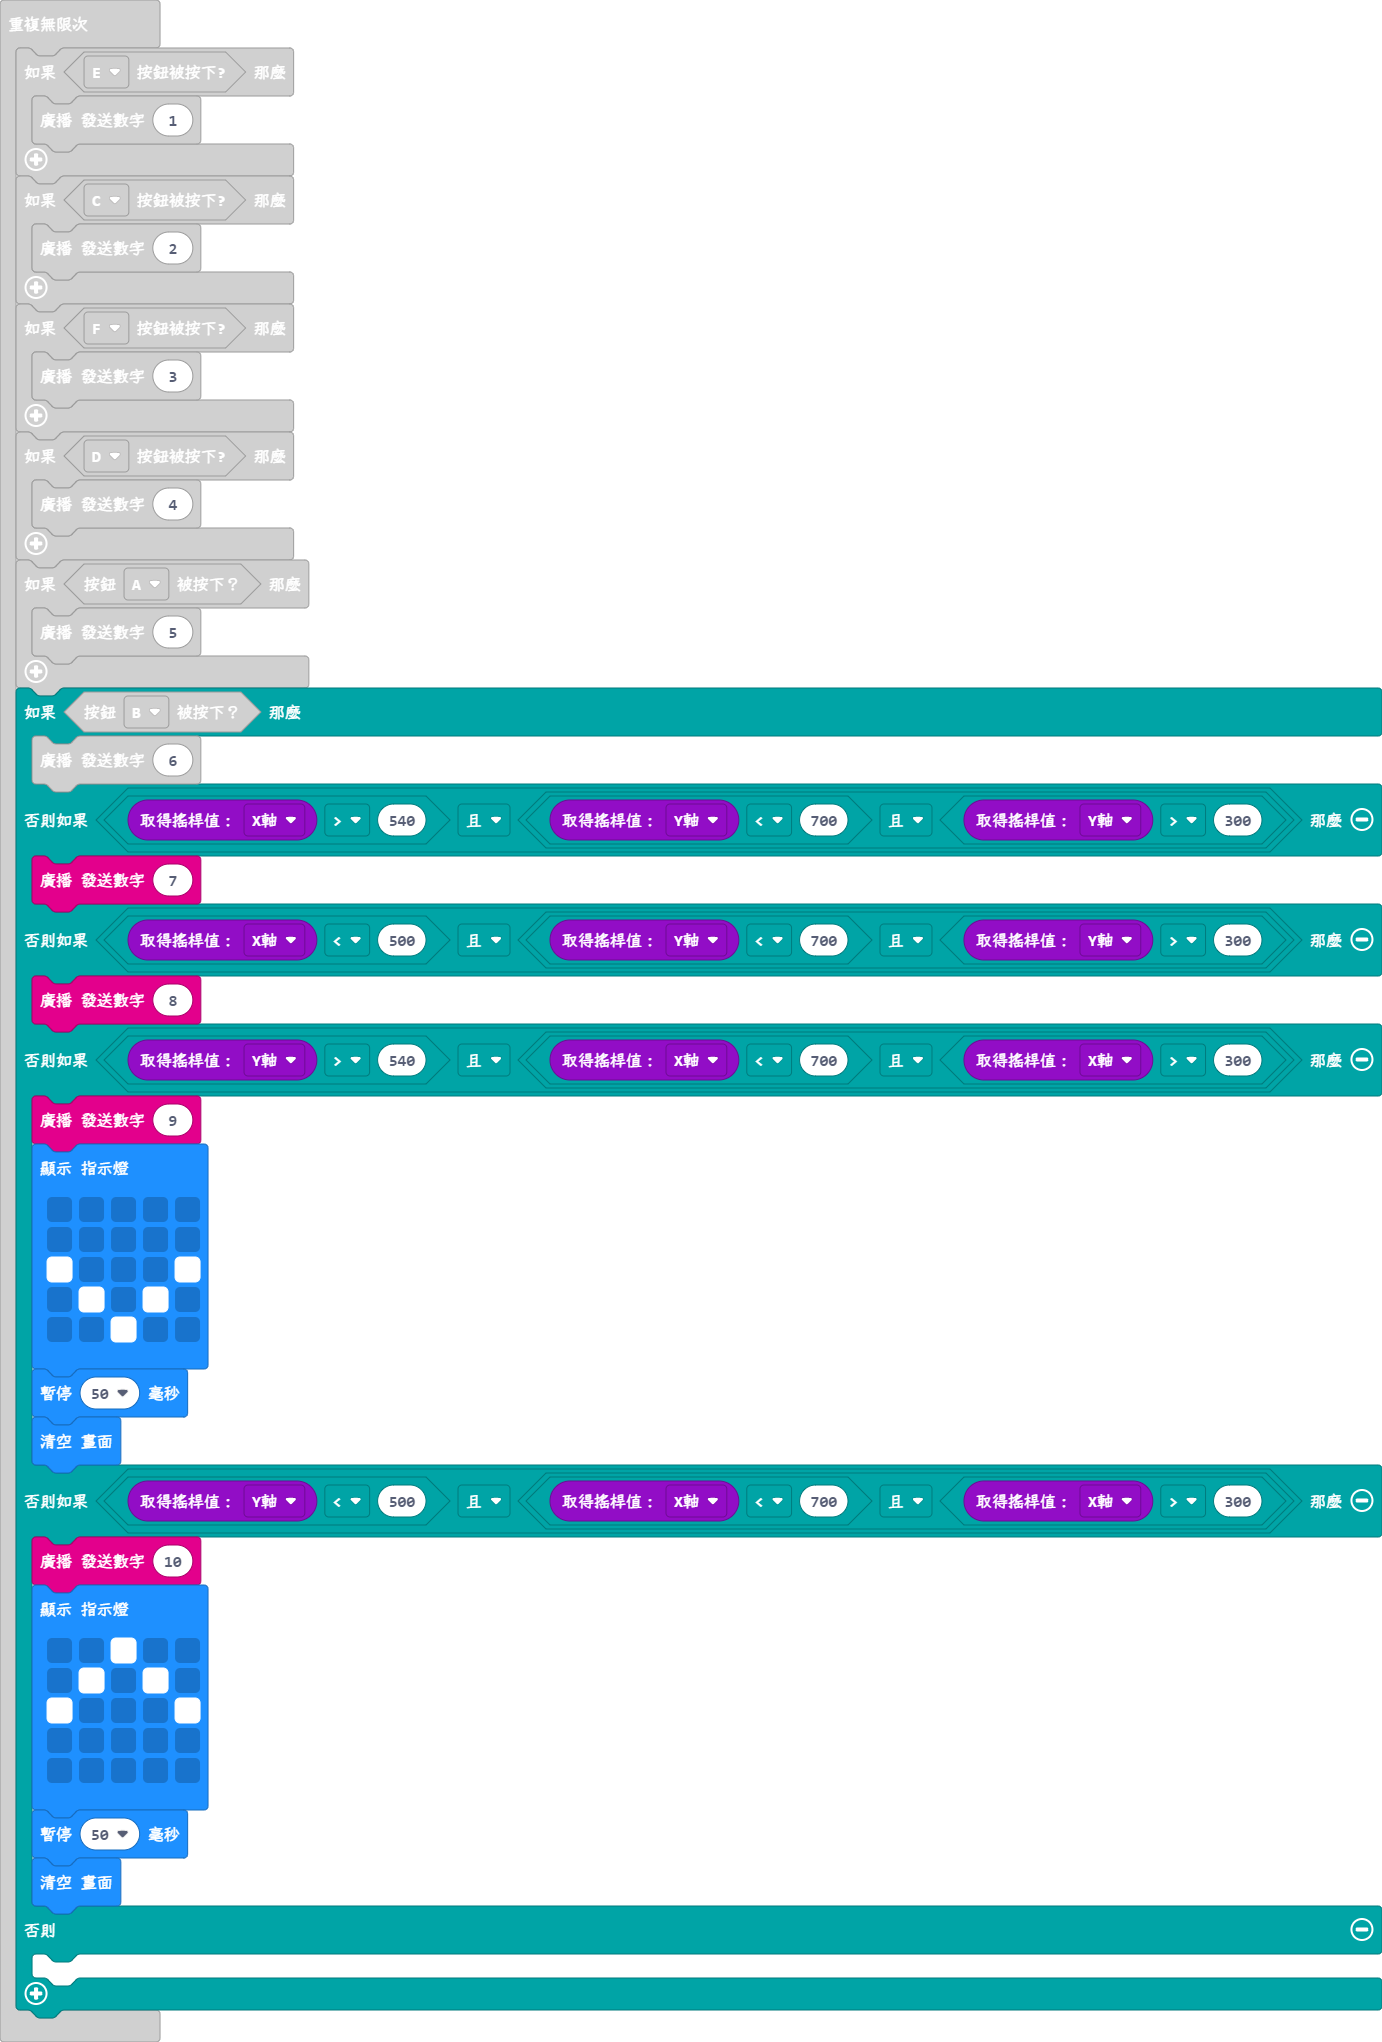 重複無限次
如果 E 按鈕被按下? 那麼
廣播 發送數字 1
如果 C 按鈕被按下? 那麼
廣播 發送數字 2
如果 F 按鈕被按下? 那麼
廣播 發送數字 3
如果 D 按鈕被按下? 那麼
廣播 發送數字 4
如果 按鈕 A 被按下？ 那麼
廣播 發送數字 5
如果 按鈕 B 被按下？ 那麼
廣播 發送數字 6
否則如果 取得搖桿值： X軸 > 540 且 取得搖桿值： Y軸 < 700 且 取得搖桿值： Y軸 > 300 那麼
廣播 發送數字 7
否則如果 取得搖桿值： X軸 < 500 且 取得搖桿值： Y軸 < 700 且 取得搖桿值： Y軸 > 300 那麼
廣播 發送數字 8
否則如果 取得搖桿值： Y軸 > 540 且 取得搖桿值： X軸 < 700 且 取得搖桿值： X軸 > 300 那麼
廣播 發送數字 9
顯示 指示燈
暫停 50 毫秒
清空 畫面
否則如果 取得搖桿值： Y軸 < 500 且 取得搖桿值： X軸 < 700 且 取得搖桿值： X軸 > 300 那麼
廣播 發送數字 10
顯示 指示燈
暫停 50 毫秒
清空 畫面
否則